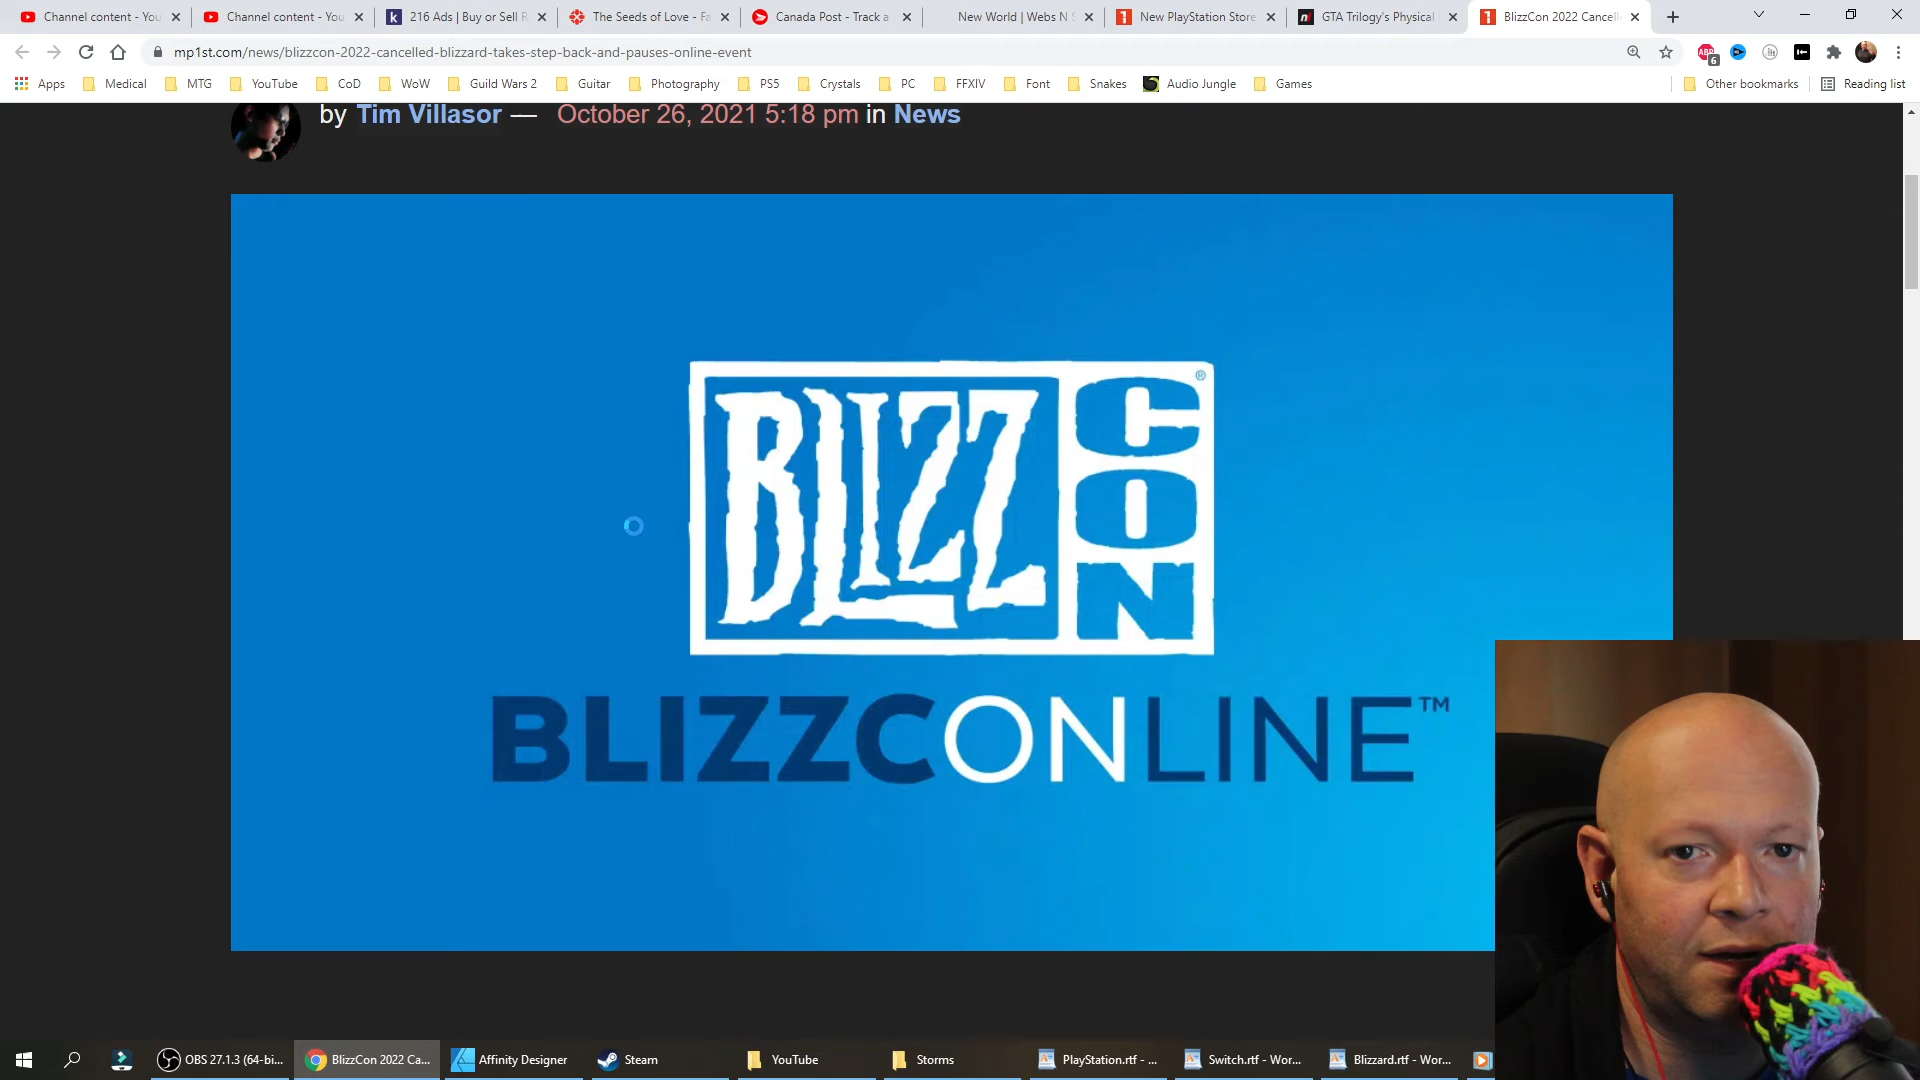 Channel content - You
Channel content - You
216 Ads | Buy or Sell
The Seeds of Love - Fa
Canada Post - Track a
New World | Webs N S
New PlayStation Store
GTA Trilogy's Physical
BlizzCon 2022 Cancell
mp1st.com/news/blizzcon-2022-cancelled-blizzard-takes-step-back-and-pauses-online-event
ABP
6
Apps Medical MTG YouTube CoD WoW Guild Wars 2 Guitar Photography PS5 Crystals PC FFXIV Font Snakes Audio Jungle Games Other bookmarks Reading list
by Tim Villasor — October 26, 2021 5:18 pm in News
BLIZZ CON ®
BLIZZCONLINE™
OBS 27.1.3 (64-bi... BlizzCon 2022 Ca... Affinity Designer Steam YouTube Storms PlayStation.rtf - ... Switch.rtf - Wor... Blizzard.rtf - Wor...